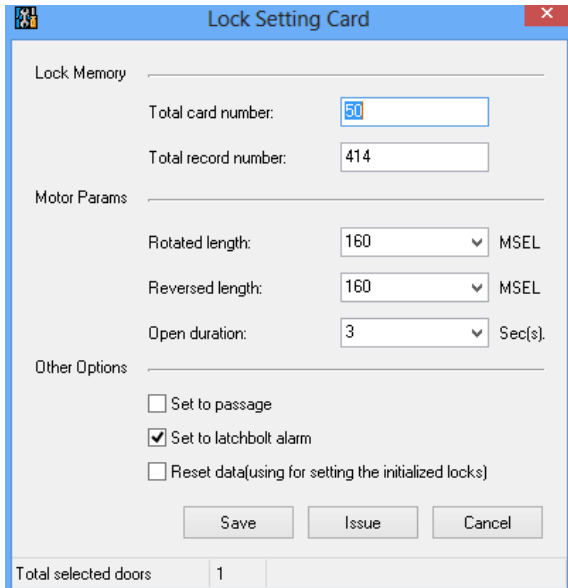 Lock Setting Card
Lock Memory
Total card number: 50
Total record number: 414
Motor Params
Rotated length: 160 MSEL
Reversed length: 160 MSEL
Open duration: 3 Sec(s).
Other Options
Set to passage
Set to latchbolt alarm
Reset data(using for setting the initialized locks)
Save Issue Cancel
Total selected doors 1